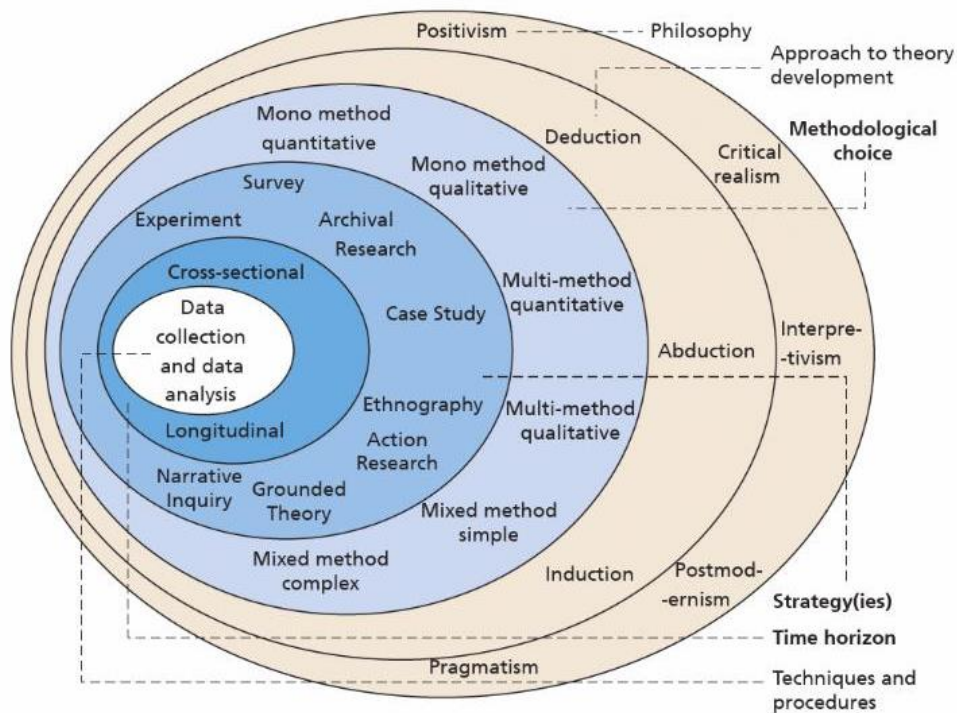 Positivism
Philosophy
Approach to theory
development
Mono method
quantitative
Deduction
Methodological
choice
Mono method
qualitative
Critical
realism
Survey
Experiment
Archival
Research
Cross-sectional
Multi-method
quantitative
Data
collection
and data
analysis
Case Study
Abduction
Interpre-
-tivism
Ethnography
Multi-method
qualitative
Longitudinal
Action
Research
Narrative
Inquiry
Grounded
Theory
Mixed method
simple
Mixed method
complex
Induction
Postmod-
-ernism
Strategy(ies)
Time horizon
Pragmatism
Techniques and
procedures